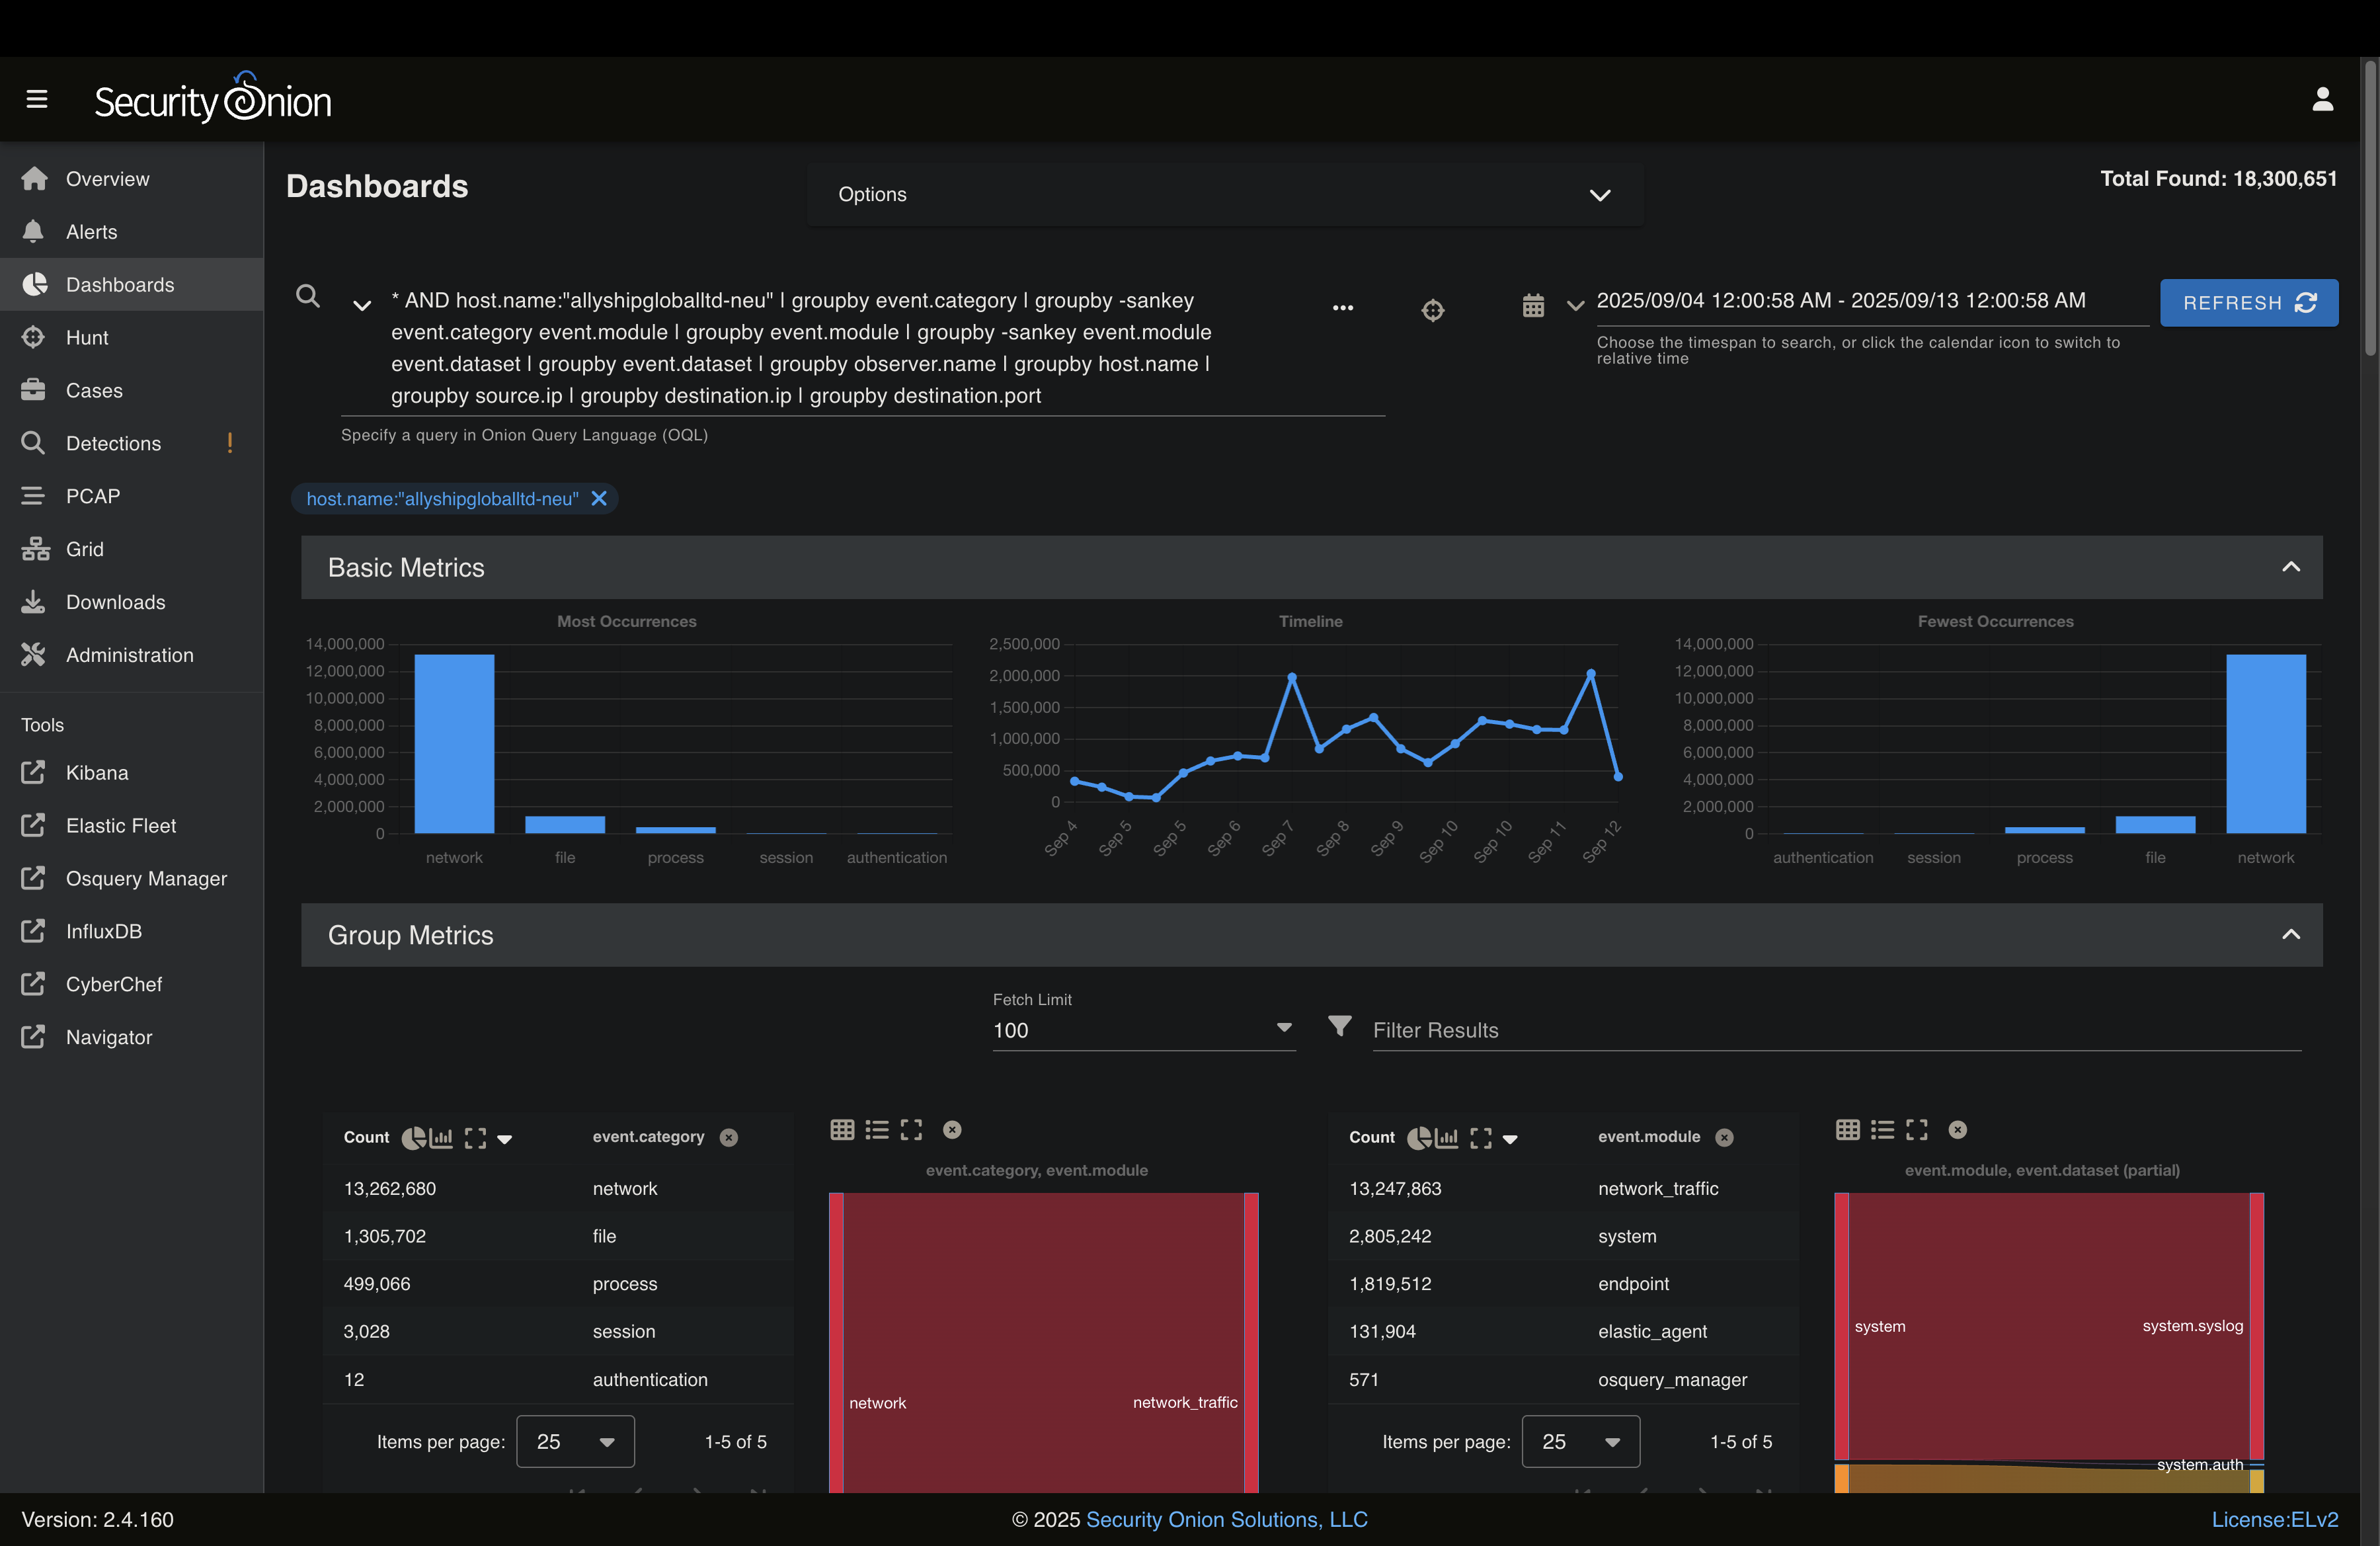 Security Onion
Overview
Alerts
Dashboards
Hunt
Cases
Detections !
PCAP
Grid
Downloads
Administration
Tools
Kibana
Elastic Fleet
Osquery Manager
InfluxDB
CyberChef
Navigator
Dashboards
Options
Total Found: 18,300,651
* AND host.name:"allyshipgloballtd-neu" | groupby event.category | groupby -sankey
event.category event.module | groupby event.module | groupby -sankey event.module
event.dataset | groupby event.dataset | groupby observer.name | groupby host.name |
groupby source.ip | groupby destination.ip | groupby destination.port
Specify a query in Onion Query Language (OQL)
2025/09/04 12:00:58 AM - 2025/09/13 12:00:58 AM
Choose the timespan to search, or click the calendar icon to switch to
relative time
REFRESH
host.name:"allyshipgloballtd-neu"
Basic Metrics
Most Occurrences
14,000,000
12,000,000
10,000,000
8,000,000
6,000,000
4,000,000
2,000,000
0
network file process session authentication
Timeline
2,500,000
2,000,000
1,500,000
1,000,000
500,000
0
Sep 4 Sep 5 Sep 5 Sep 6 Sep 7 Sep 8 Sep 9 Sep 10 Sep 10 Sep 11 Sep 12
Fewest Occurrences
14,000,000
12,000,000
10,000,000
8,000,000
6,000,000
4,000,000
2,000,000
0
authentication session process file network
Group Metrics
Fetch Limit
100
Filter Results
Count event.category
13,262,680 network
1,305,702 file
499,066 process
3,028 session
12 authentication
Items per page: 25 1-5 of 5
event.category, event.module
network network_traffic
Count event.module
13,247,863 network_traffic
2,805,242 system
1,819,512 endpoint
131,904 elastic_agent
571 osquery_manager
Items per page: 25 1-5 of 5
event.module, event.dataset (partial)
system system.syslog
system.auth
Version: 2.4.160
© 2025 Security Onion Solutions, LLC
License:ELv2